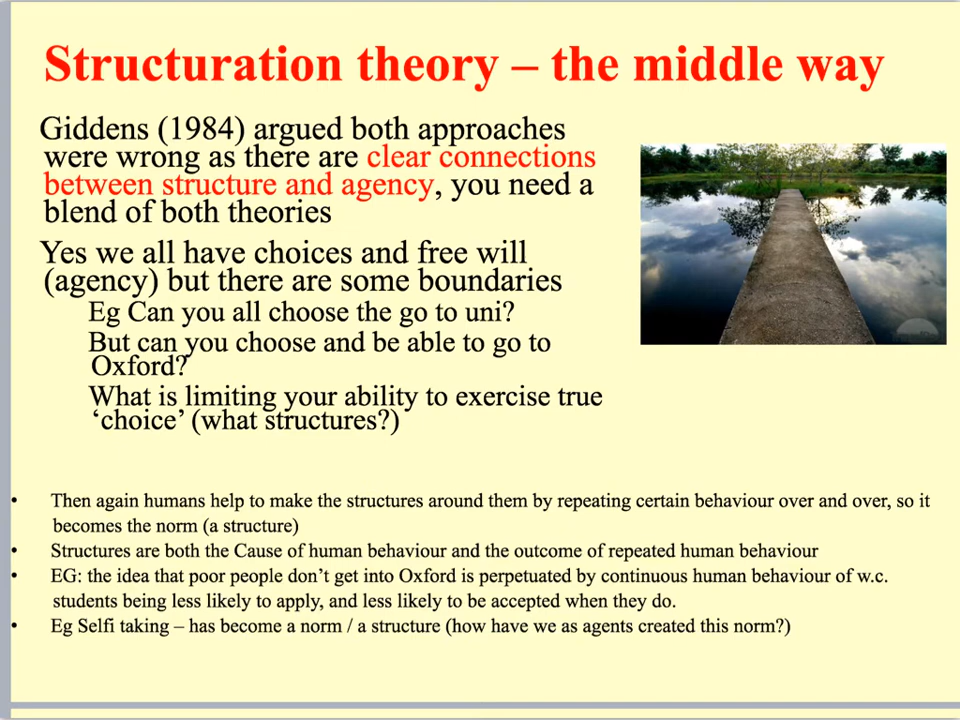 Structuration theory – the middle way
Giddens (1984) argued both approaches
were wrong as there are clear connections
between structure and agency, you need a
blend of both theories
Yes we all have choices and free will
(agency) but there are some boundaries
Eg Can you all choose the go to uni?
But can you choose and be able to go to
Oxford?
What is limiting your ability to exercise true
‘choice’ (what structures?)
• Then again humans help to make the structures around them by repeating certain behaviour over and over, so it
becomes the norm (a structure)
• Structures are both the Cause of human behaviour and the outcome of repeated human behaviour
• EG: the idea that poor people don’t get into Oxford is perpetuated by continuous human behaviour of w.c.
students being less likely to apply, and less likely to be accepted when they do.
• Eg Selfi taking – has become a norm / a structure (how have we as agents created this norm?)